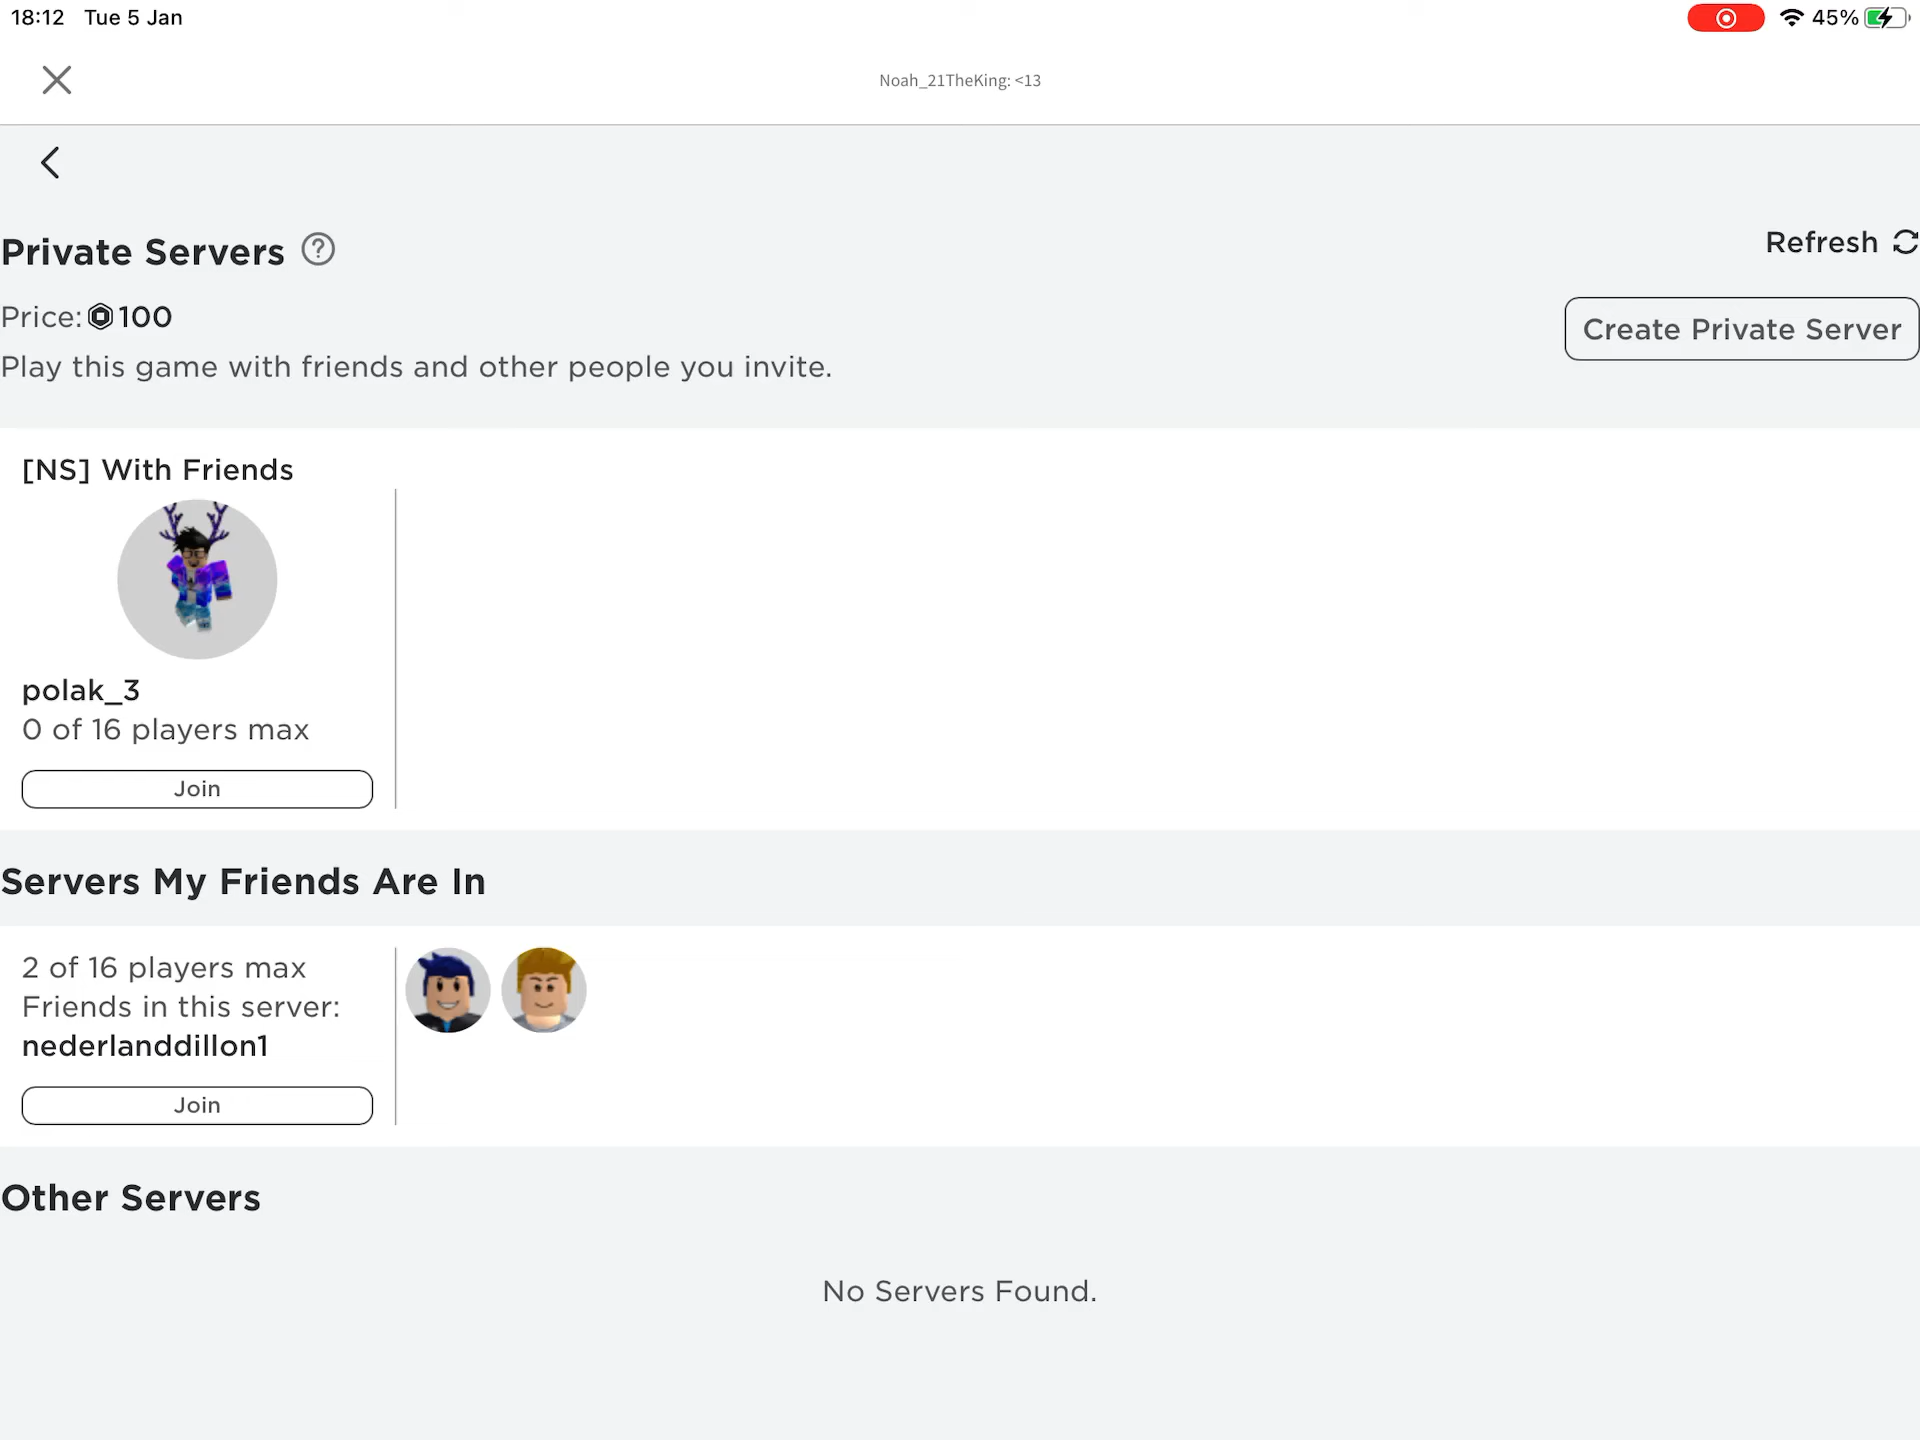 18:12 Tue 5 Jan
45%
Noah_21TheKing: <13
Private Servers
Refresh
Price: 100
Create Private Server
Play this game with friends and other people you invite.
[NS] With Friends
polak_3
0 of 16 players max
Join
Servers My Friends Are In
2 of 16 players max
Friends in this server:
nederlanddillon1
Join
Other Servers
No Servers Found.